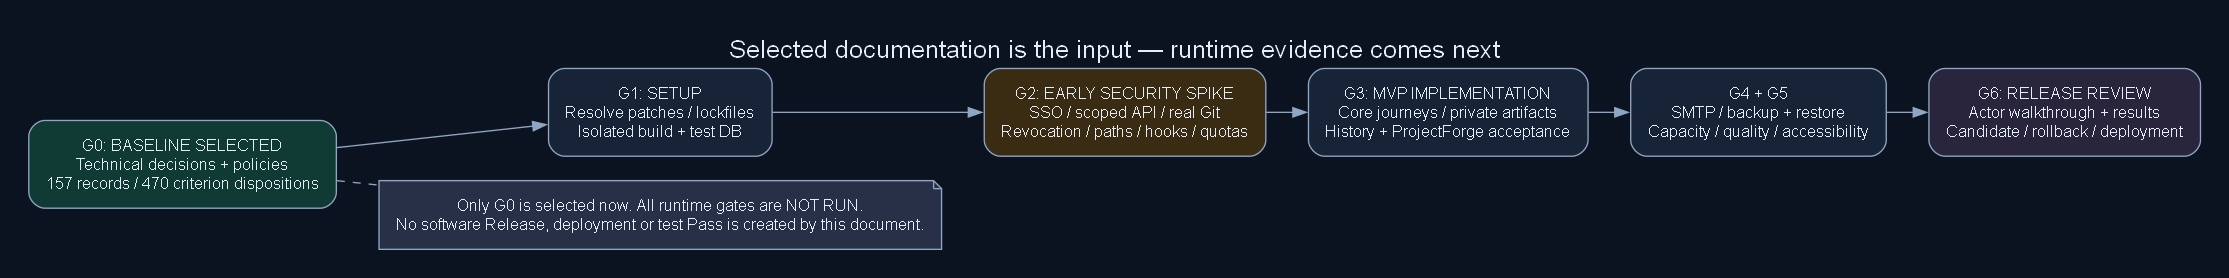 Selected documentation is the input — runtime evidence comes next
G0: BASELINE SELECTED
Technical decisions + policies
157 records / 470 criterion dispositions
G1: SETUP
Resolve patches / lockfiles
Isolated build + test DB
G2: EARLY SECURITY SPIKE
SSO / scoped API / real Git
Revocation / paths / hooks / quotas
G3: MVP IMPLEMENTATION
Core journeys / private artifacts
History + ProjectForge acceptance
G4 + G5
SMTP / backup + restore
Capacity / quality / accessibility
G6: RELEASE REVIEW
Actor walkthrough + results
Candidate / rollback / deployment
Only G0 is selected now. All runtime gates are NOT RUN.
No software Release, deployment or test Pass is created by this document.